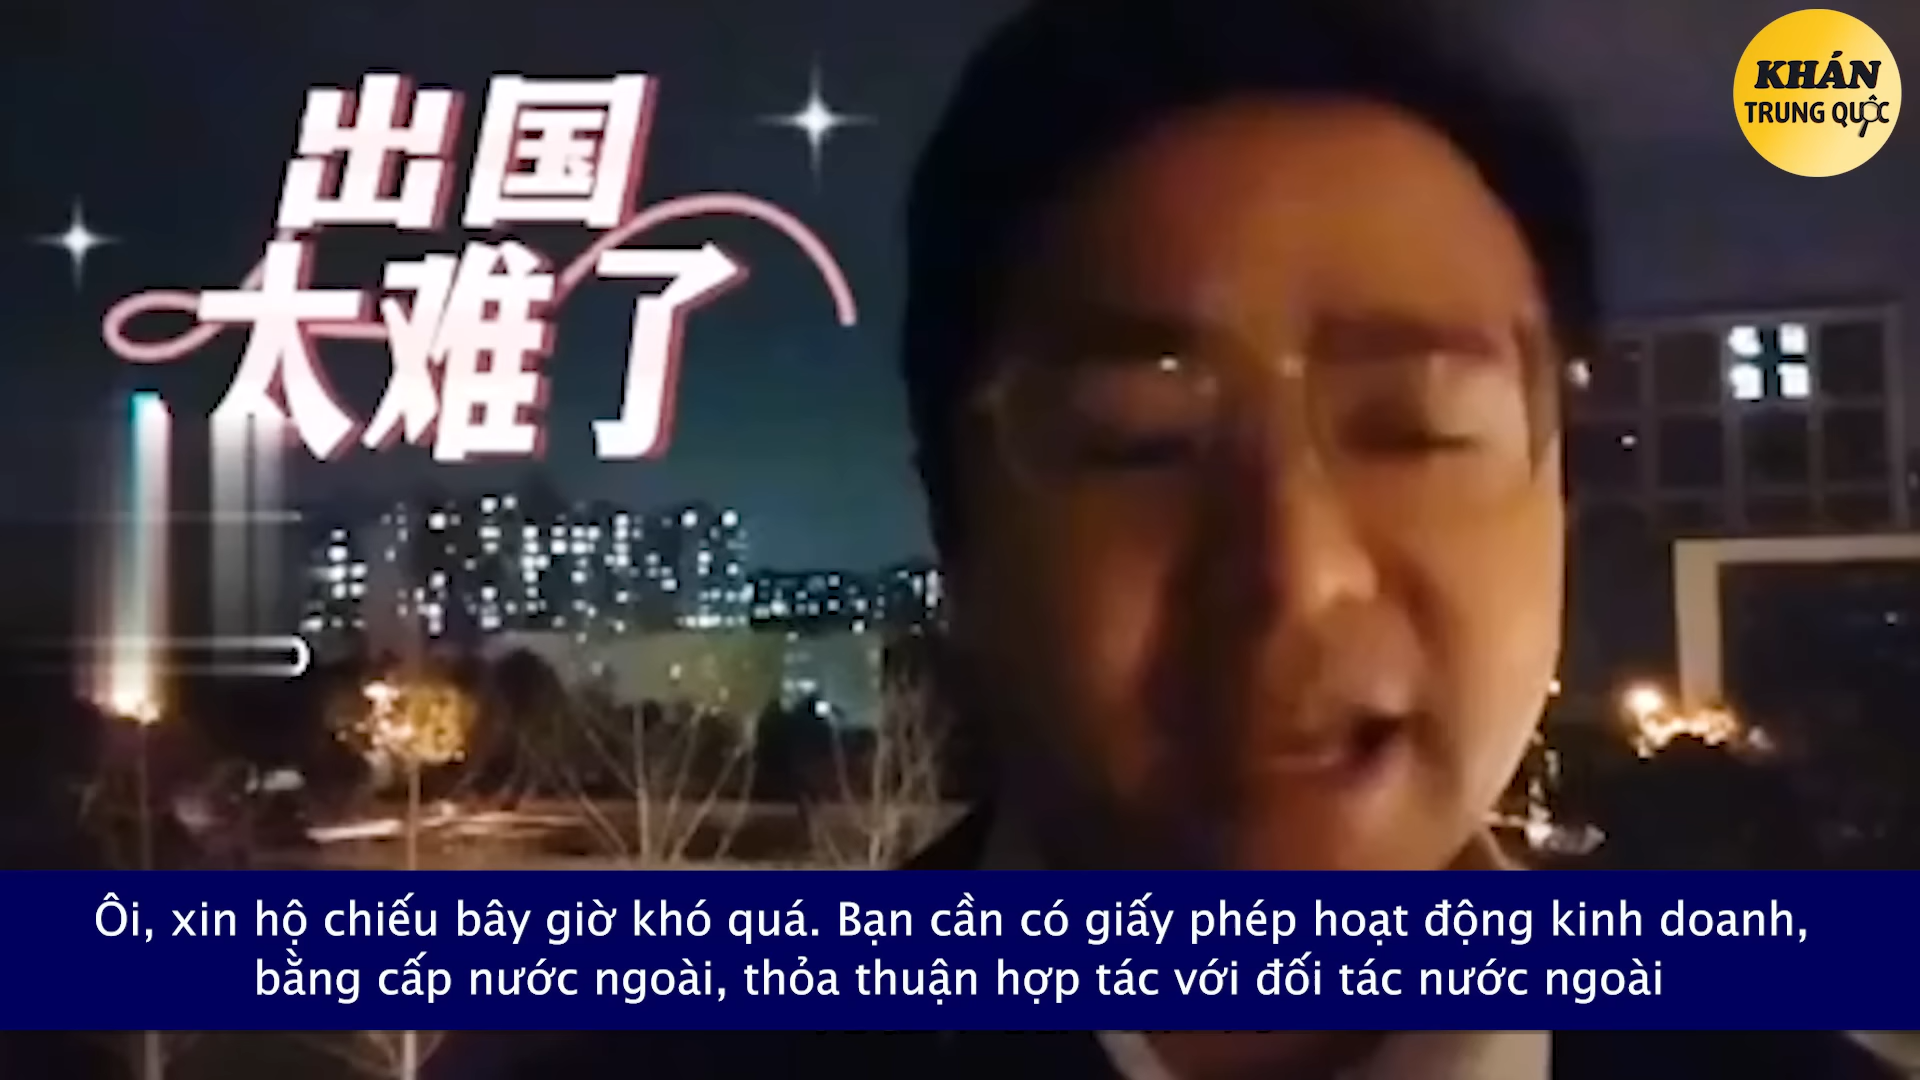 出国
太难了
KHÁN
TRUNG QUỐC
Ôi, xin hộ chiếu bây giờ khó quá. Bạn cần có giấy phép hoạt động kinh doanh,
bằng cấp nước ngoài, thỏa thuận hợp tác với đối tác nước ngoài